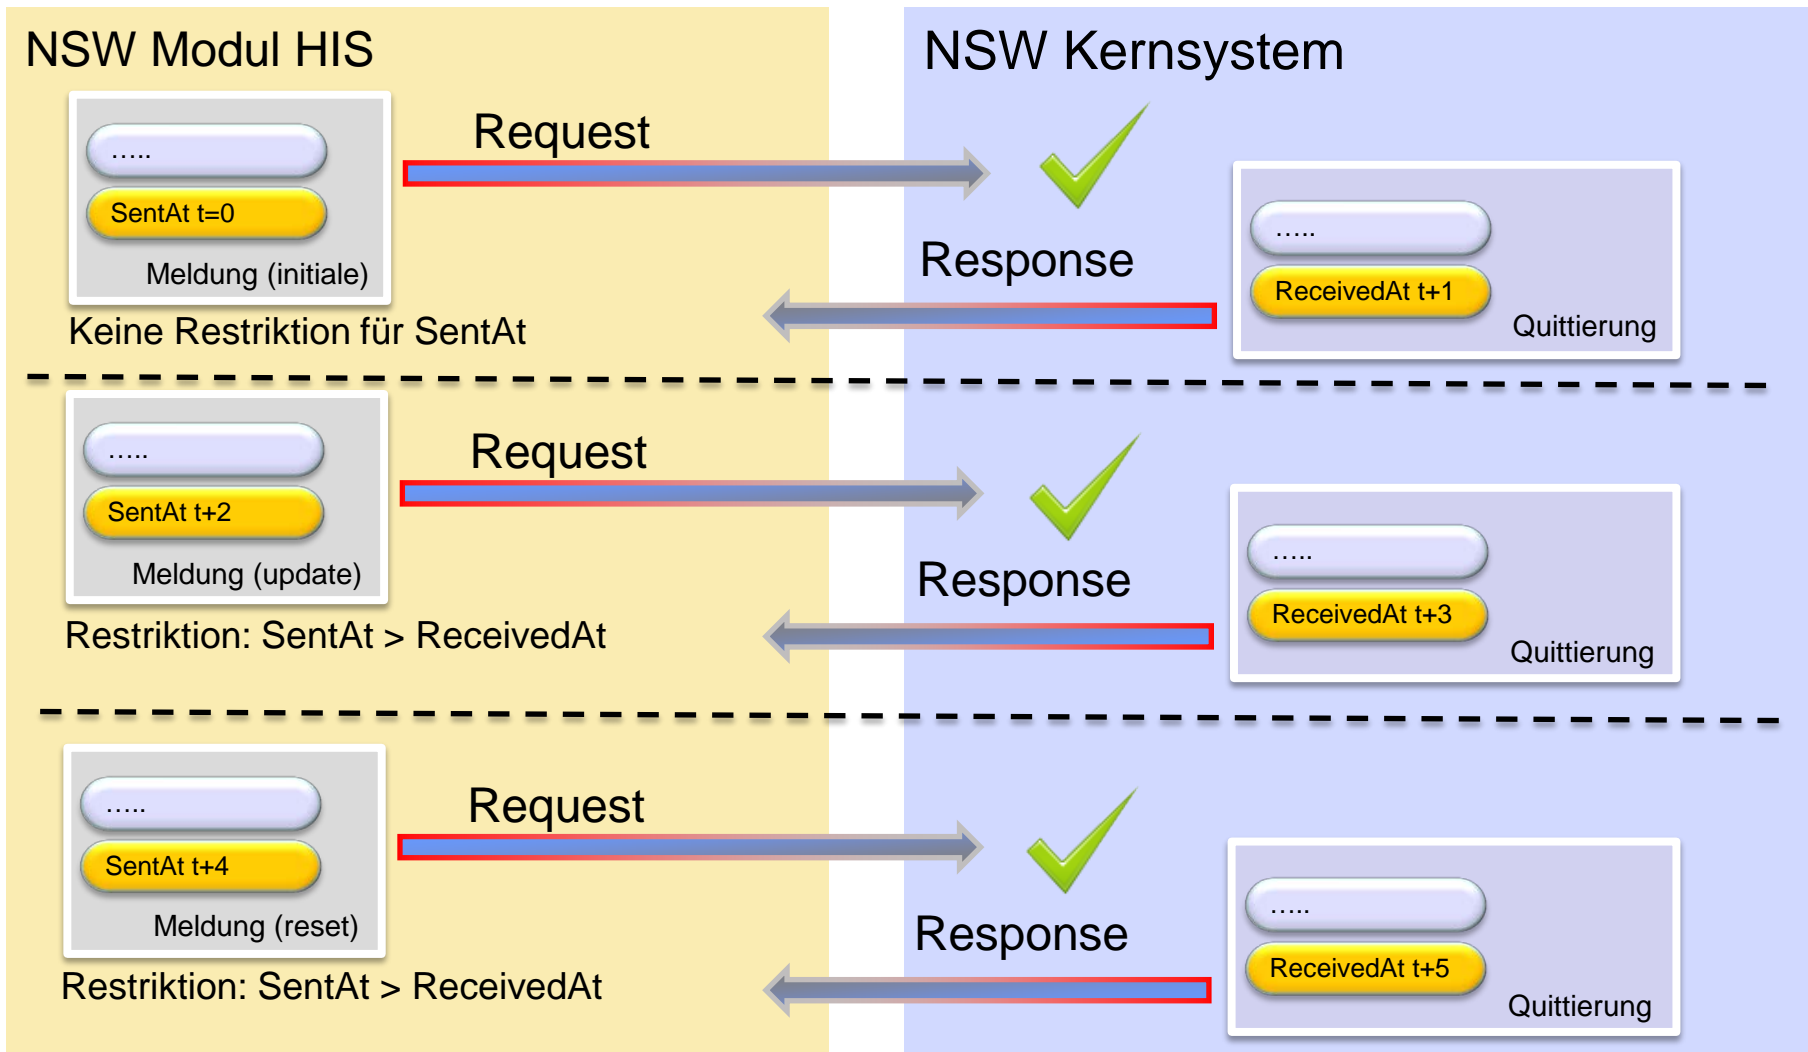 NSW Modul HIS
NSW Kernsystem
…..
SentAt t=0
Meldung (initiale)
Keine Restriktion für SentAt
Request
Response
…..
ReceivedAt t+1
Quittierung
…..
SentAt t+2
Meldung (update)
Restriktion: SentAt > ReceivedAt
Request
Response
…..
ReceivedAt t+3
Quittierung
…..
SentAt t+4
Meldung (reset)
Restriktion: SentAt > ReceivedAt
Request
Response
…..
ReceivedAt t+5
Quittierung